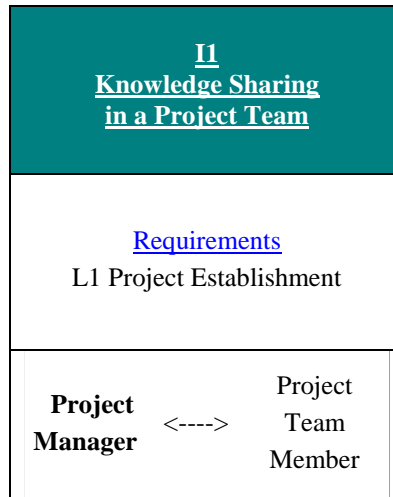 I1
Knowledge Sharing
in a Project Team
Requirements
L1 Project Establishment
Project
Manager
<---->
Project
Team
Member